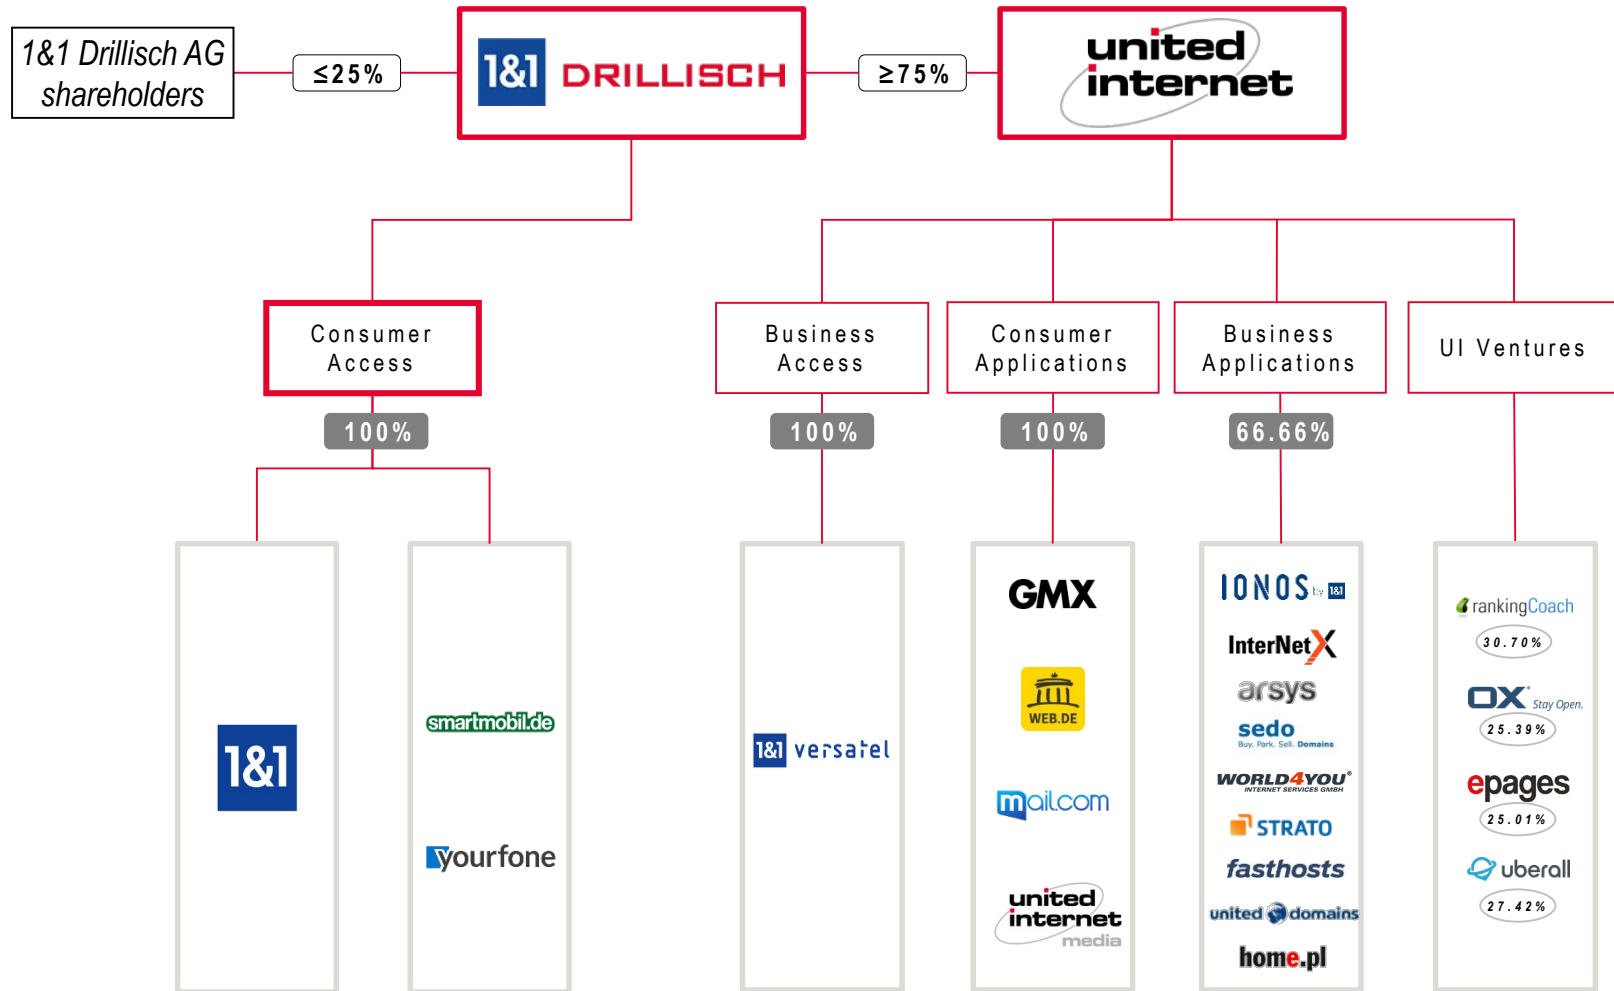 1&1 Drillisch AG
shareholders
≤25%
1&1 DRILLISCH
≥75%
united
internet
Consumer
Access
Business
Access
Consumer
Applications
Business
Applications
UI Ventures
100%
100%
100%
66.66%
1&1
smartmobil.de
yourfone
1&1 versatel
GMX
WEB.DE
mail.com
united
internet
media
IONOS by 1&1
InterNetX
arsys
sedo
Buy. Park. Sell. Domains
WORLD4YOU®
INTERNET SERVICES GMBH
STRATO
fasthosts
united domains
home.pl
rankingCoach
30.70%
OX® Stay Open.
25.39%
epages
25.01%
uberall
27.42%